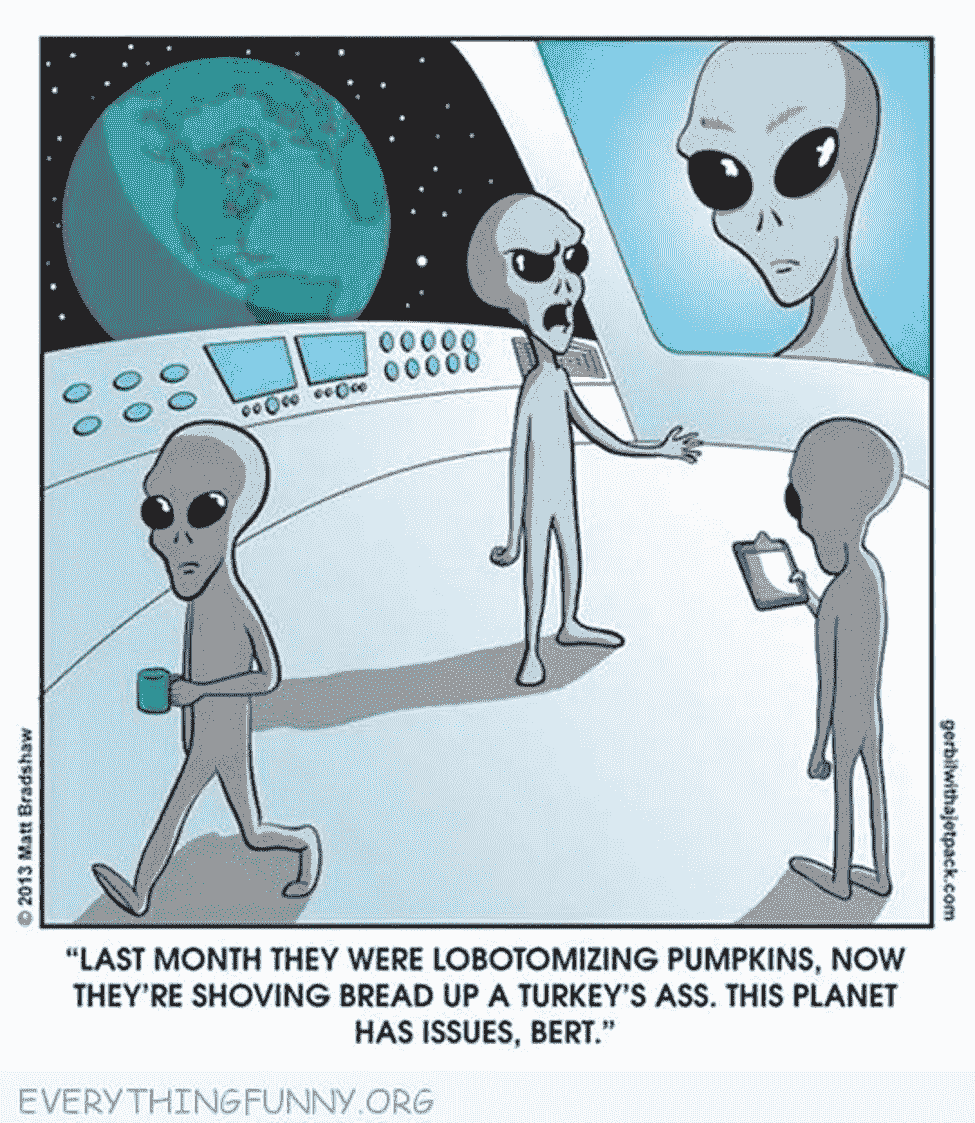 © 2013 Matt Bradshaw
gerbilwithajetpack.com
“LAST MONTH THEY WERE LOBOTOMIZING PUMPKINS, NOW
THEY’RE SHOVING BREAD UP A TURKEY’S ASS. THIS PLANET
HAS ISSUES, BERT.”
EVERYTHINGFUNNY.ORG